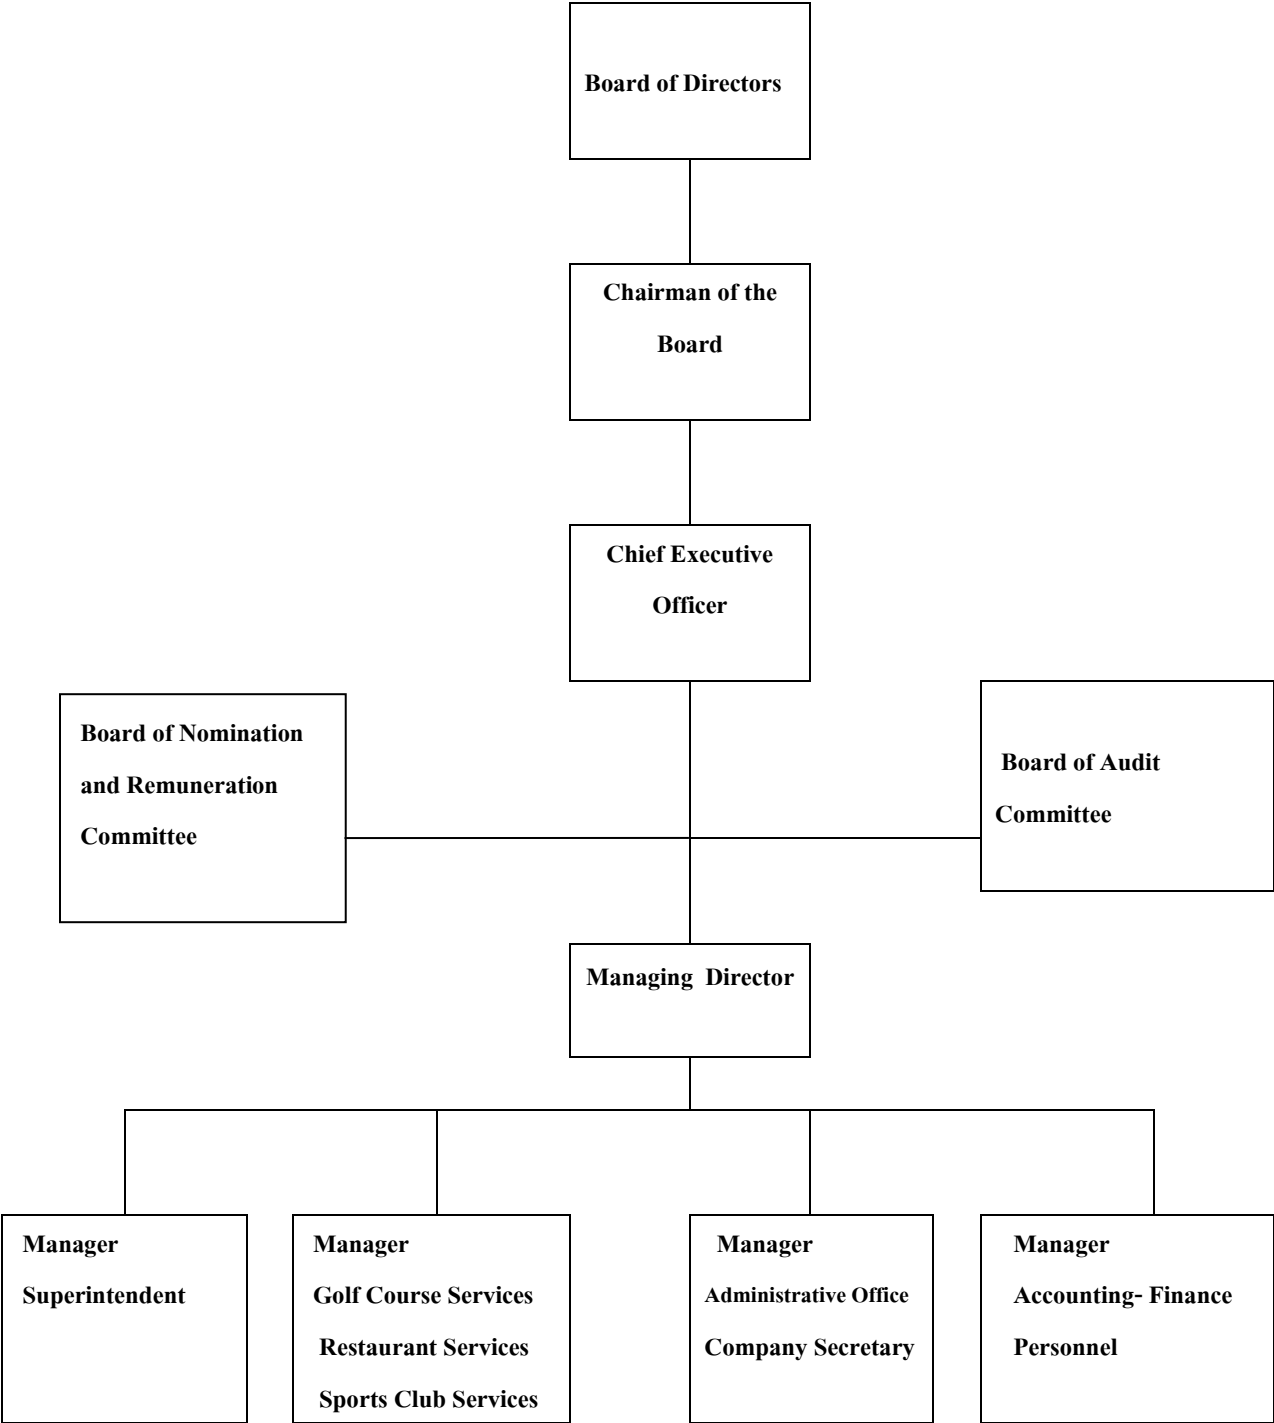 Board of Directors
Chairman of the
Board
Chief Executive
Officer
Board of Nomination
and Remuneration
Committee
Board of Audit
Committee
Managing Director
Manager
Superintendent
Manager
Golf Course Services
Restaurant Services
Sports Club Services
Manager
Administrative Office
Company Secretary
Manager
Accounting- Finance
Personnel